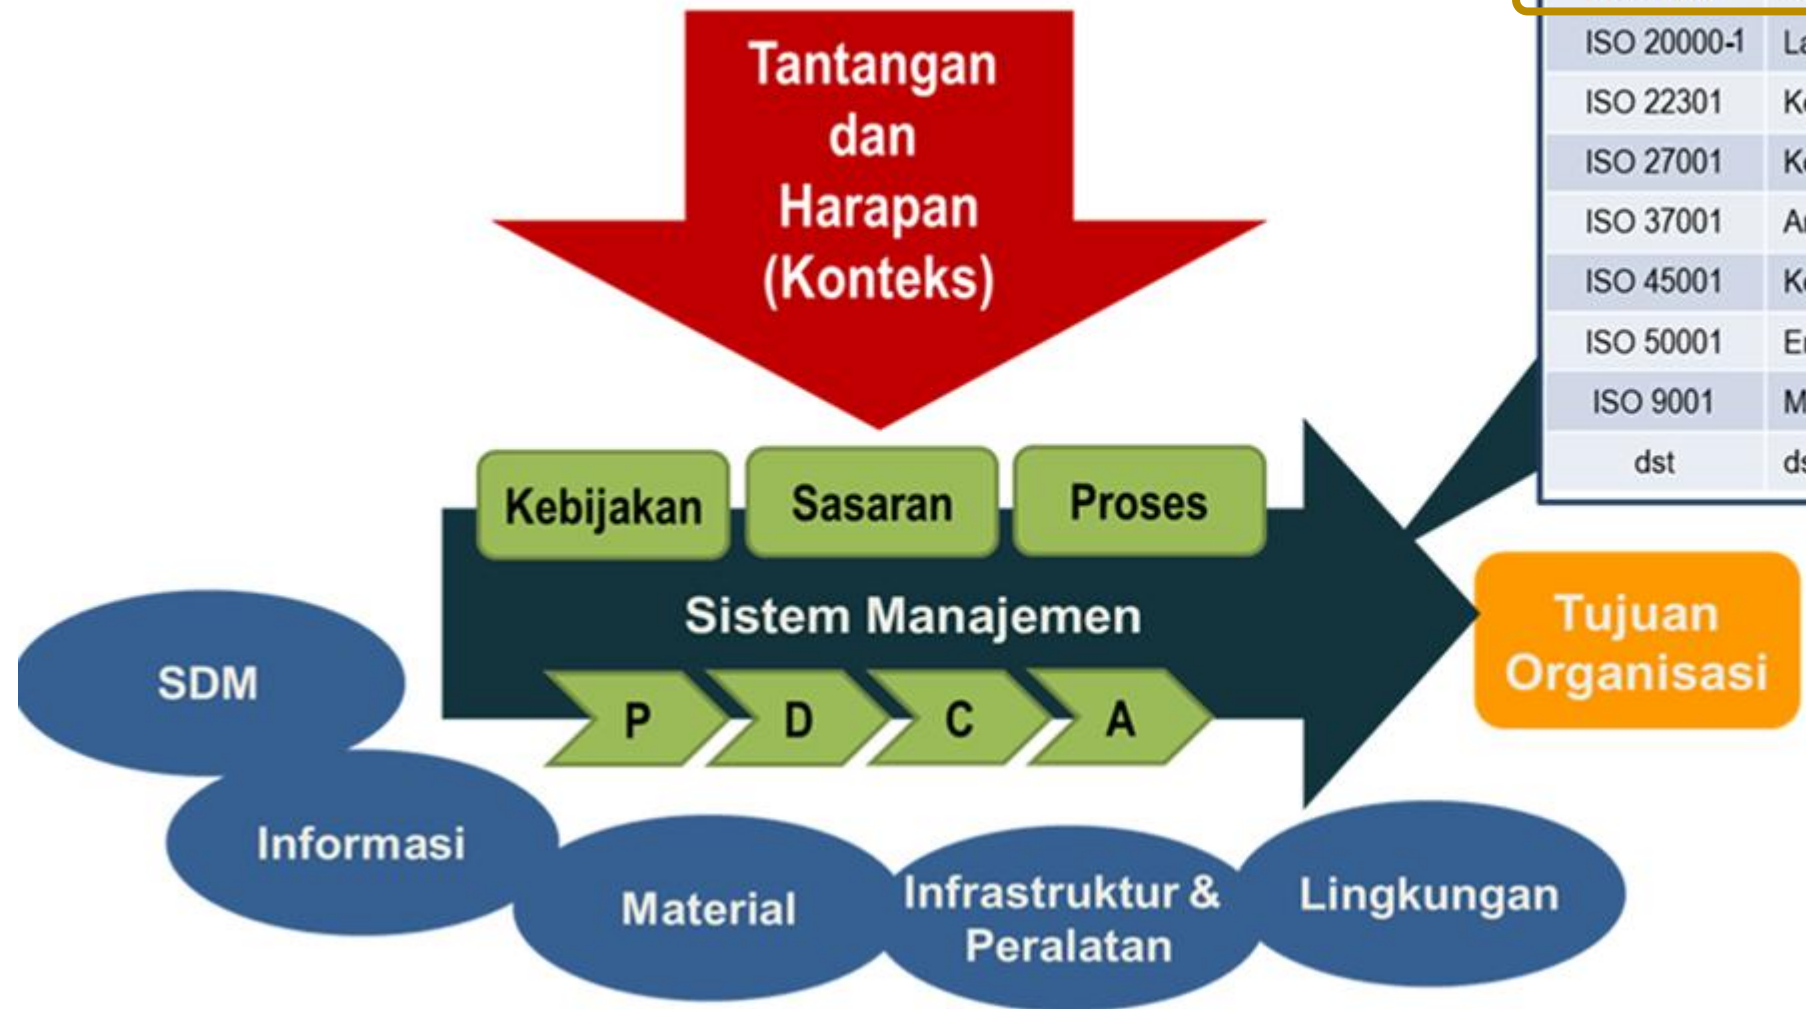 Tantangan
dan
Harapan
(Konteks)
ISO 20000-1
ISO 22301
ISO 27001
ISO 37001
ISO 45001
ISO 50001
ISO 9001
dst
Kebijakan
Sasaran
Proses
Sistem Manajemen
P
D
C
A
Tujuan
Organisasi
SDM
Informasi
Material
Infrastruktur &
Peralatan
Lingkungan